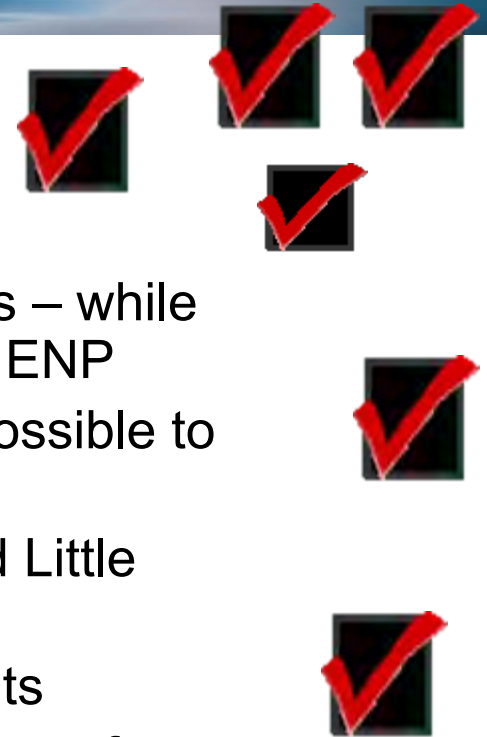 s – while
ENP
ossible to
d Little
ts